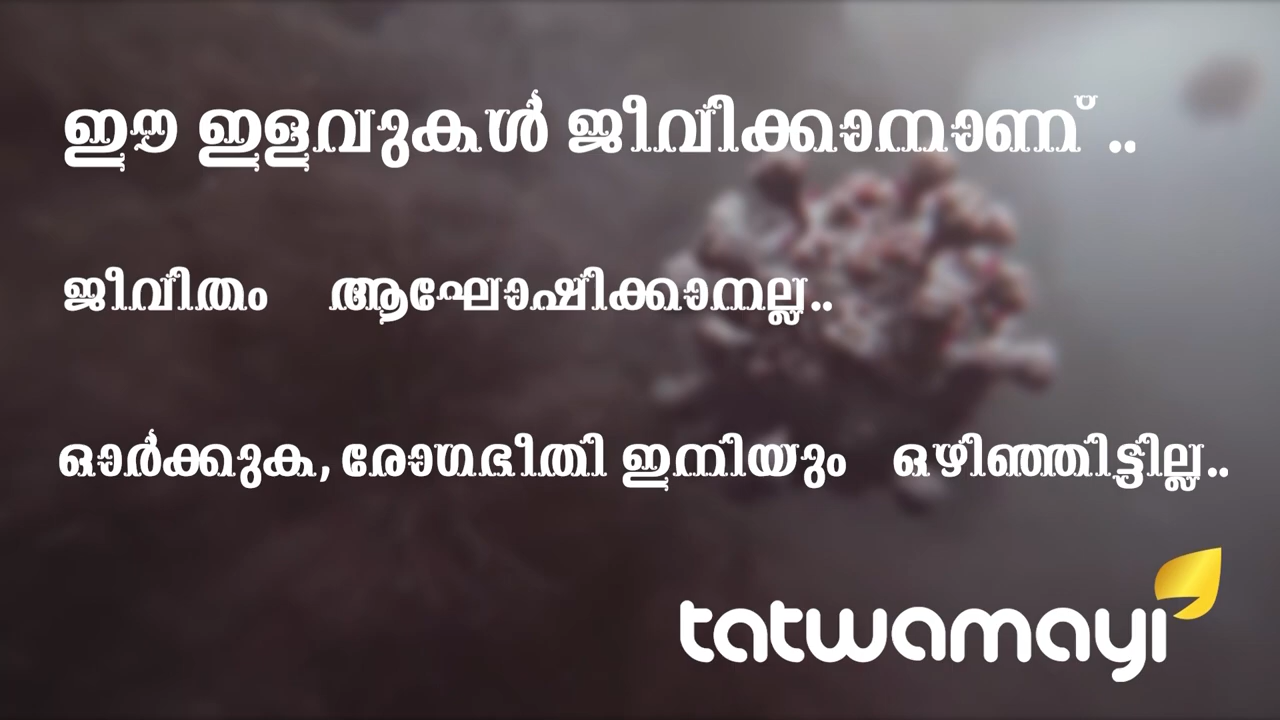 ഈ ഇളവുകൾ ജീവിക്കാനാണ് ..
ജീവിതം ആഘോഷിക്കാനല്ല..
ഓർക്കുക, രോഗഭീതി ഇനിയും ഒഴിഞ്ഞിട്ടില്ല..
tatwamayi